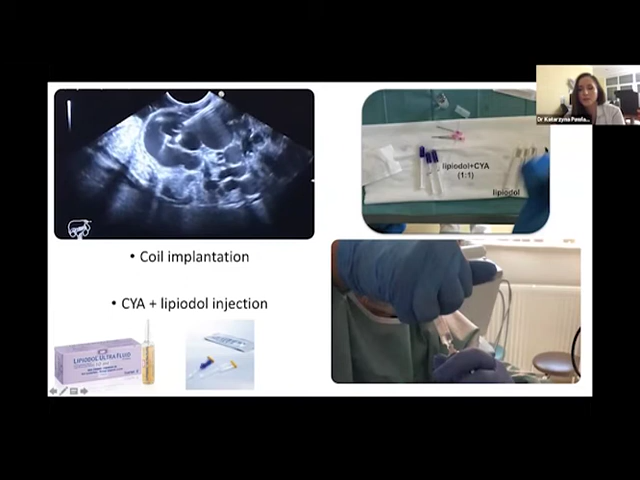 Dr Katarzyna Pawla...
lipiodol+CYA
(1:1)
lipiodol
• Coil implantation
• CYA + lipiodol injection
LIPIODOL ULTRA FLUID